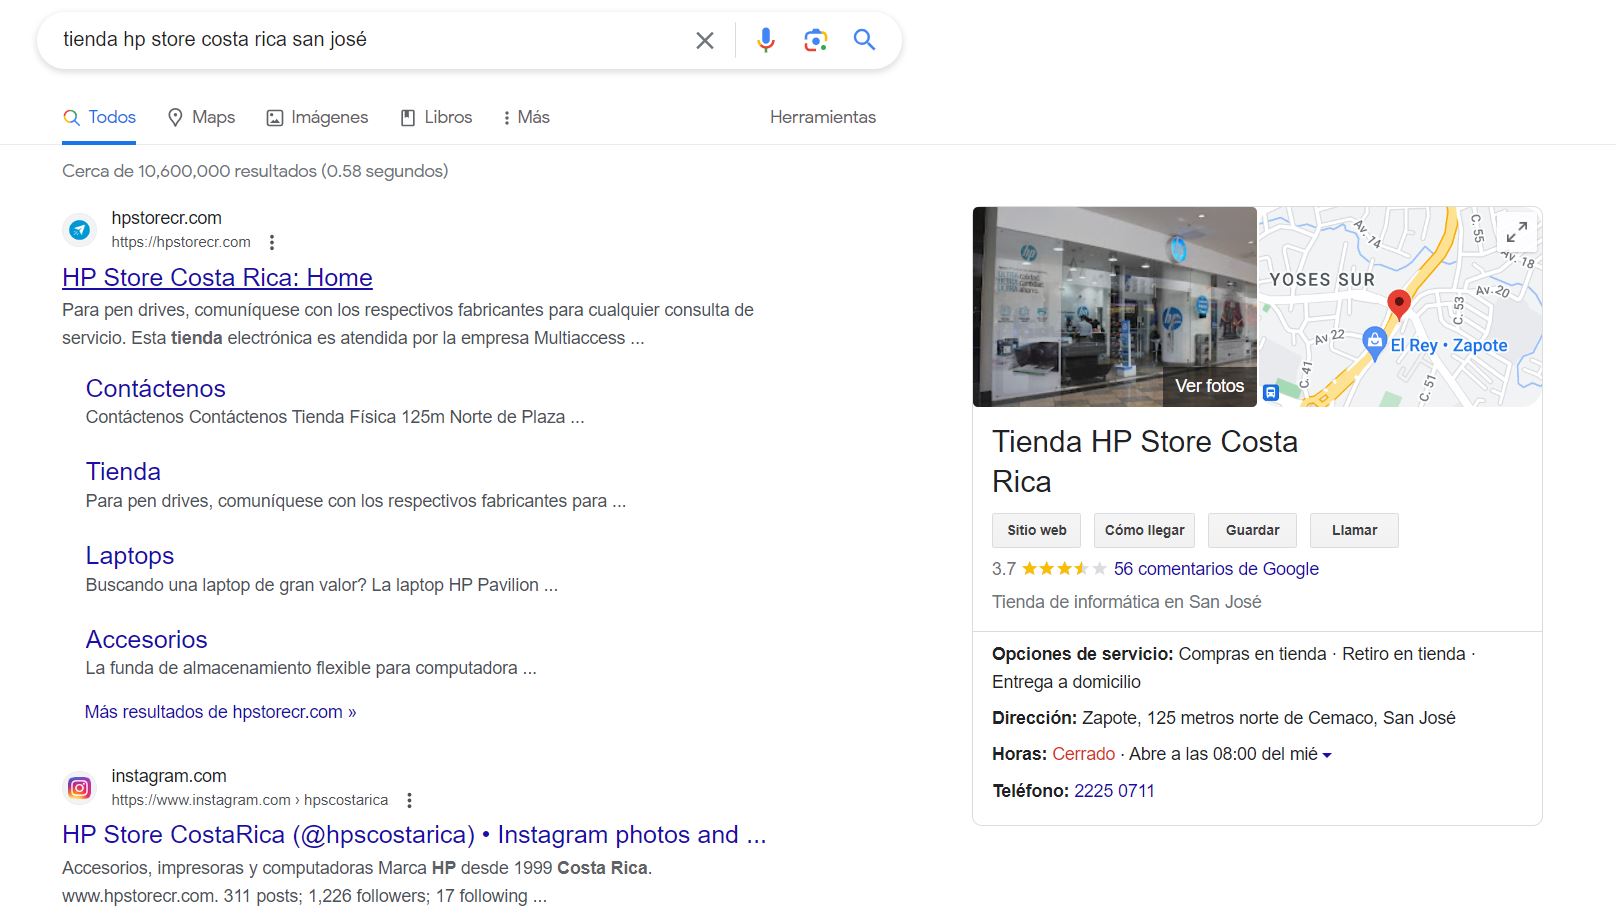 tienda hp store costa rica san josé
Todos
Maps
Imágenes
Libros
Más
Herramientas
Cerca de 10,600,000 resultados (0.58 segundos)
hpstorecr.com
https://hpstorecr.com
HP Store Costa Rica: Home
Para pen drives, comuníquese con los respectivos fabricantes para cualquier consulta de
servicio. Esta tienda electrónica es atendida por la empresa Multiaccess ...
Contáctenos
Contáctenos Contáctenos Tienda Física 125m Norte de Plaza ...
Tienda
Para pen drives, comuníquese con los respectivos fabricantes para ...
Laptops
Buscando una laptop de gran valor? La laptop HP Pavilion ...
Accesorios
La funda de almacenamiento flexible para computadora ...
Más resultados de hpstorecr.com »
instagram.com
https://www.instagram.com › hpscostarica
HP Store CostaRica (@hpscostarica) • Instagram photos and ...
Accesorios, impresoras y computadoras Marca HP desde 1999 Costa Rica.
www.hpstorecr.com. 311 posts; 1,226 followers; 17 following ...
hp
Ver fotos
Av. 14
C. 55
Av. 18
YOSES SUR
Av. 20
C. 53
Av 22
El Rey • Zapote
C. 41
C. 51
Tienda HP Store Costa
Rica
Sitio web
Cómo llegar
Guardar
Llamar
3.7
56 comentarios de Google
Tienda de informática en San José
Opciones de servicio: Compras en tienda · Retiro en tienda ·
Entrega a domicilio
Dirección: Zapote, 125 metros norte de Cemaco, San José
Horas: Cerrado · Abre a las 08:00 del mié
Teléfono: 2225 0711